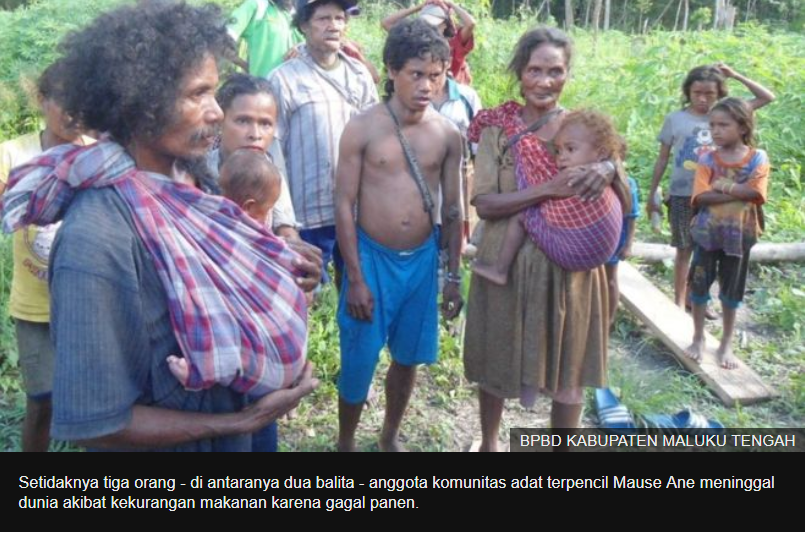 BPBD KABUPATEN MALUKU TENGAH
Setidaknya tiga orang - di antaranya dua balita - anggota komunitas adat terpencil Mause Ane meninggal
dunia akibat kekurangan makanan karena gagal panen.